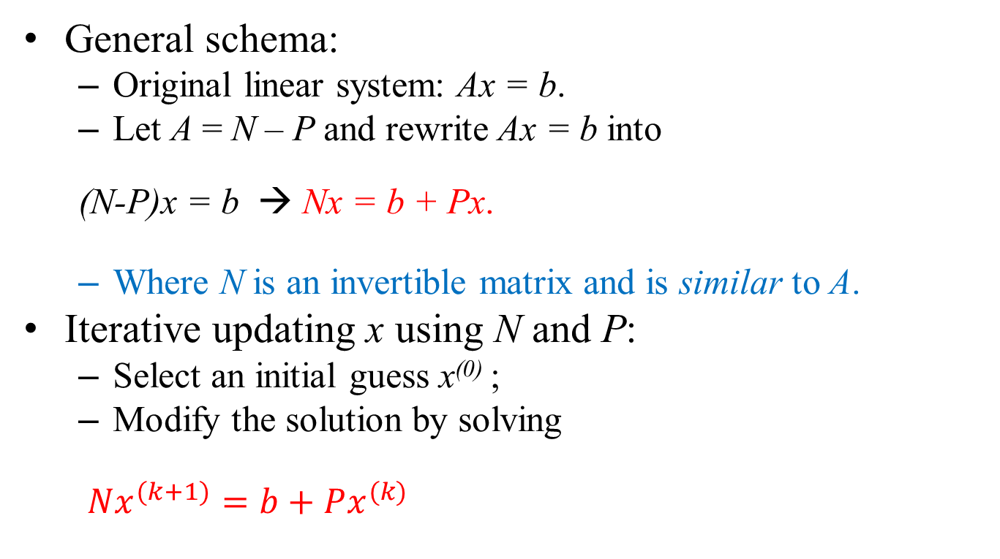 • General schema:
– Original linear system: Ax = b.
– Let A = N – P and rewrite Ax = b into
(N-P)x = b → Nx = b + Px.
– Where N is an invertible matrix and is similar to A.
• Iterative updating x using N and P:
– Select an initial guess x⁽⁰⁾ ;
– Modify the solution by solving
Nx⁽ᵏ⁺¹⁾ = b + Px⁽ᵏ⁾